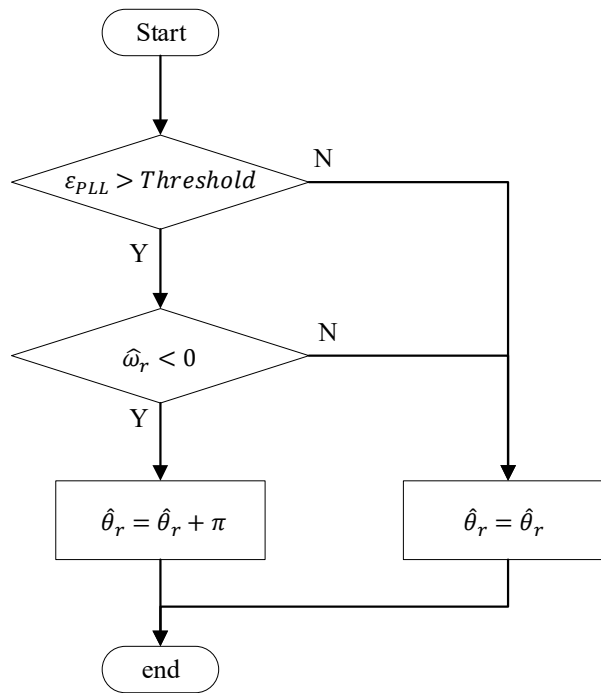 Start
N
ε_PLL > Threshold
Y
N
ω̂_r < 0
Y
θ̂_r = θ̂_r + π
θ̂_r = θ̂_r
end